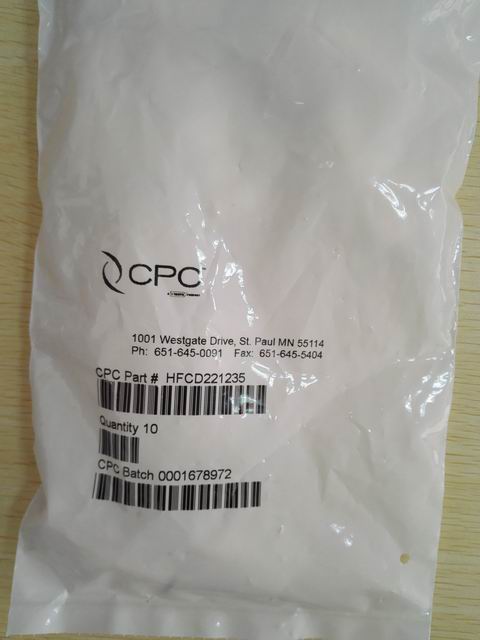 CPC
1001 Westgate Drive, St. Paul MN 55114
Ph: 651-645-0091 Fax: 651-645-5404
CPC Part # HFCD221235
Quantity 10
CPC Batch 0001678972